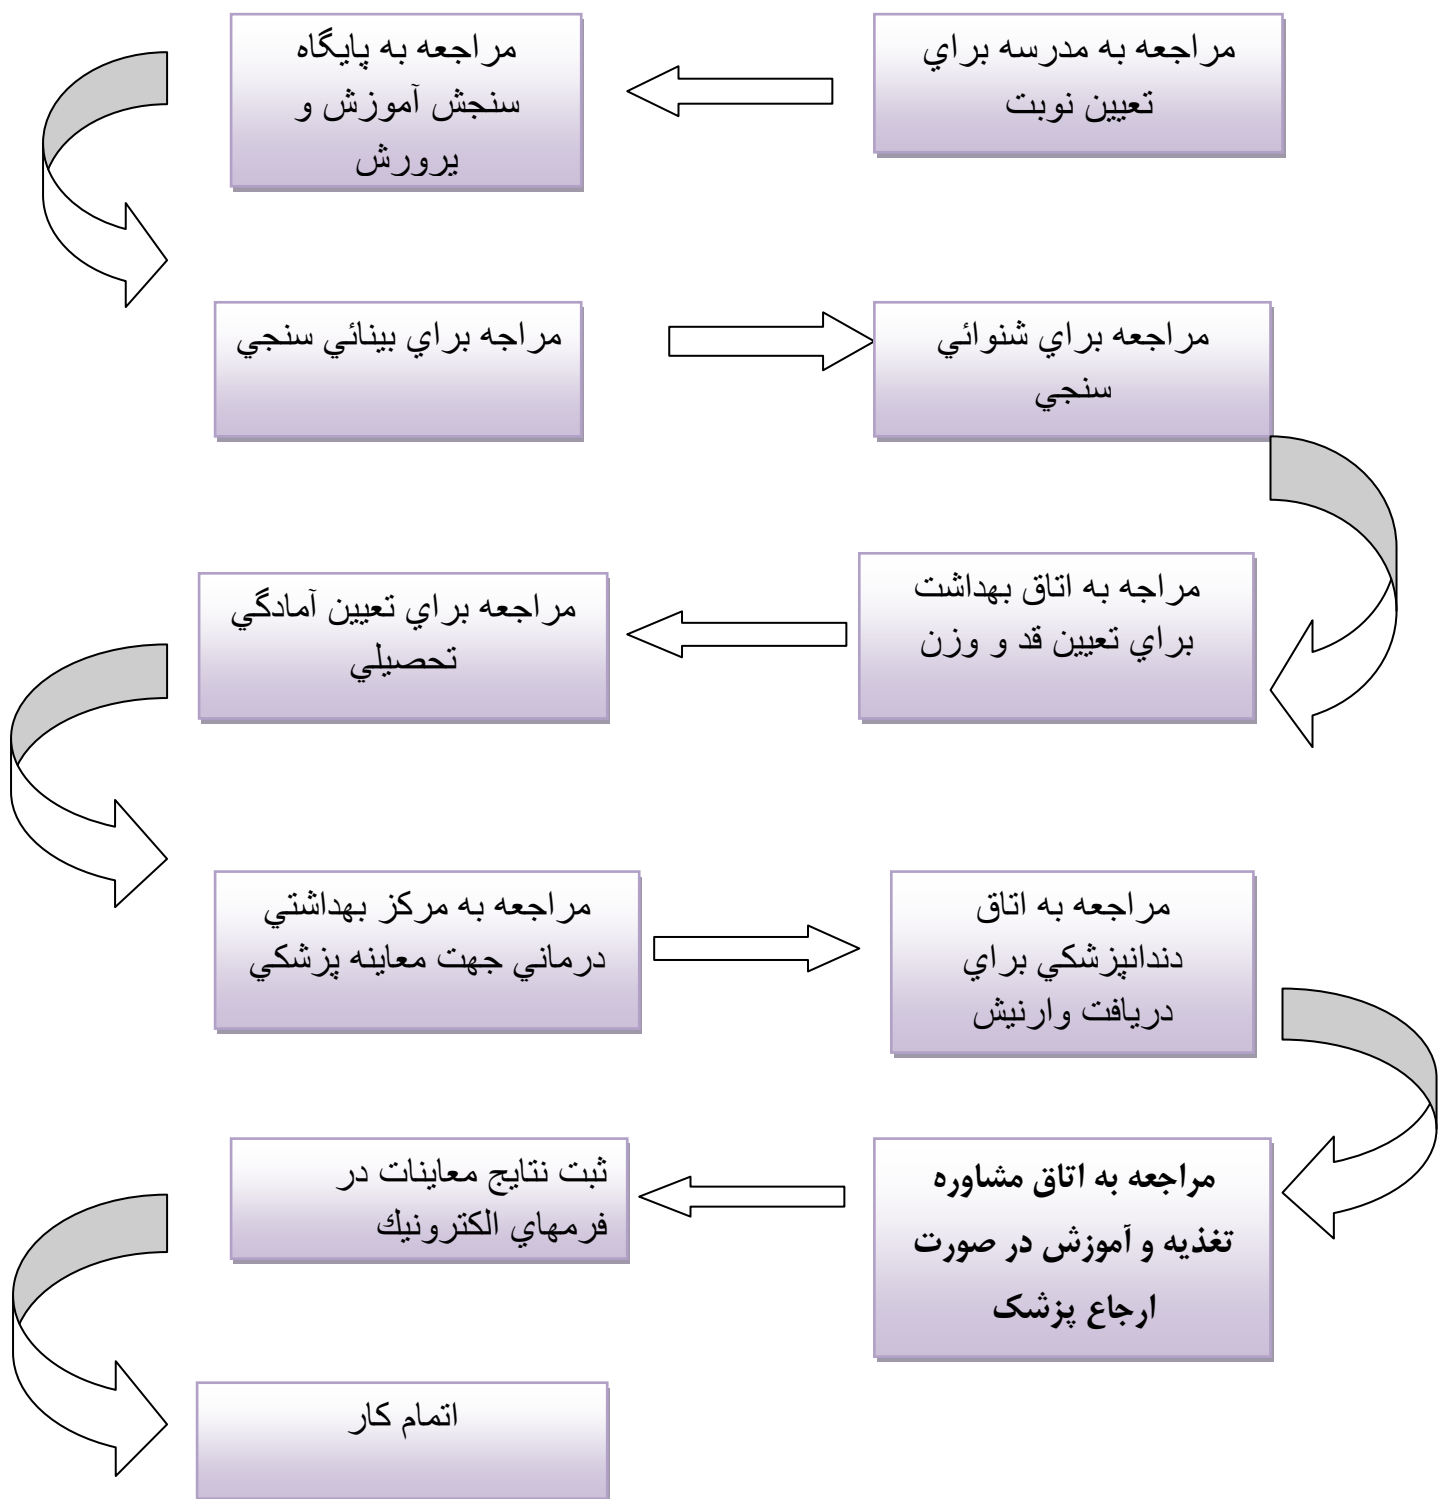 مراجعه به مدرسه براي
تعيين نوبت
مراجعه به پايگاه
سنجش آموزش و
پرورش
مراجه براي بينائي سنجي
مراجعه براي شنوائي
سنجي
مراجه به اتاق بهداشت
براي تعيين قد و وزن
مراجعه براي تعيين آمادگي
تحصيلي
مراجعه به مركز بهداشتي
درماني جهت معاينه پزشكي
مراجعه به اتاق
دندانپزشكي براي
دريافت وارنيش
مراجعه به اتاق مشاوره
تغذیه و آموزش در صورت
ارجاع پزشک
ثبت نتايج معاينات در
فرمهاي الكترونيك
اتمام كار